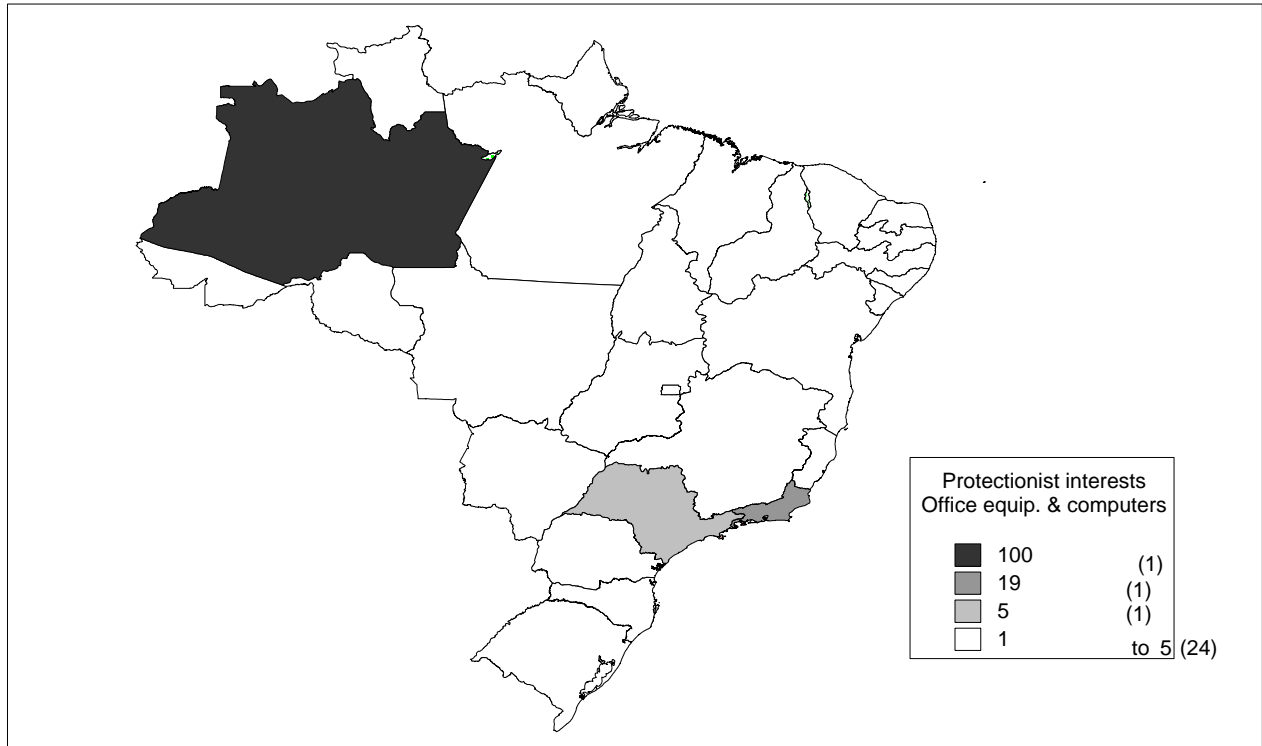 Protectionist interests
Office equip. & computers
100 (1)
19 (1)
5 (1)
1 to 5 (24)